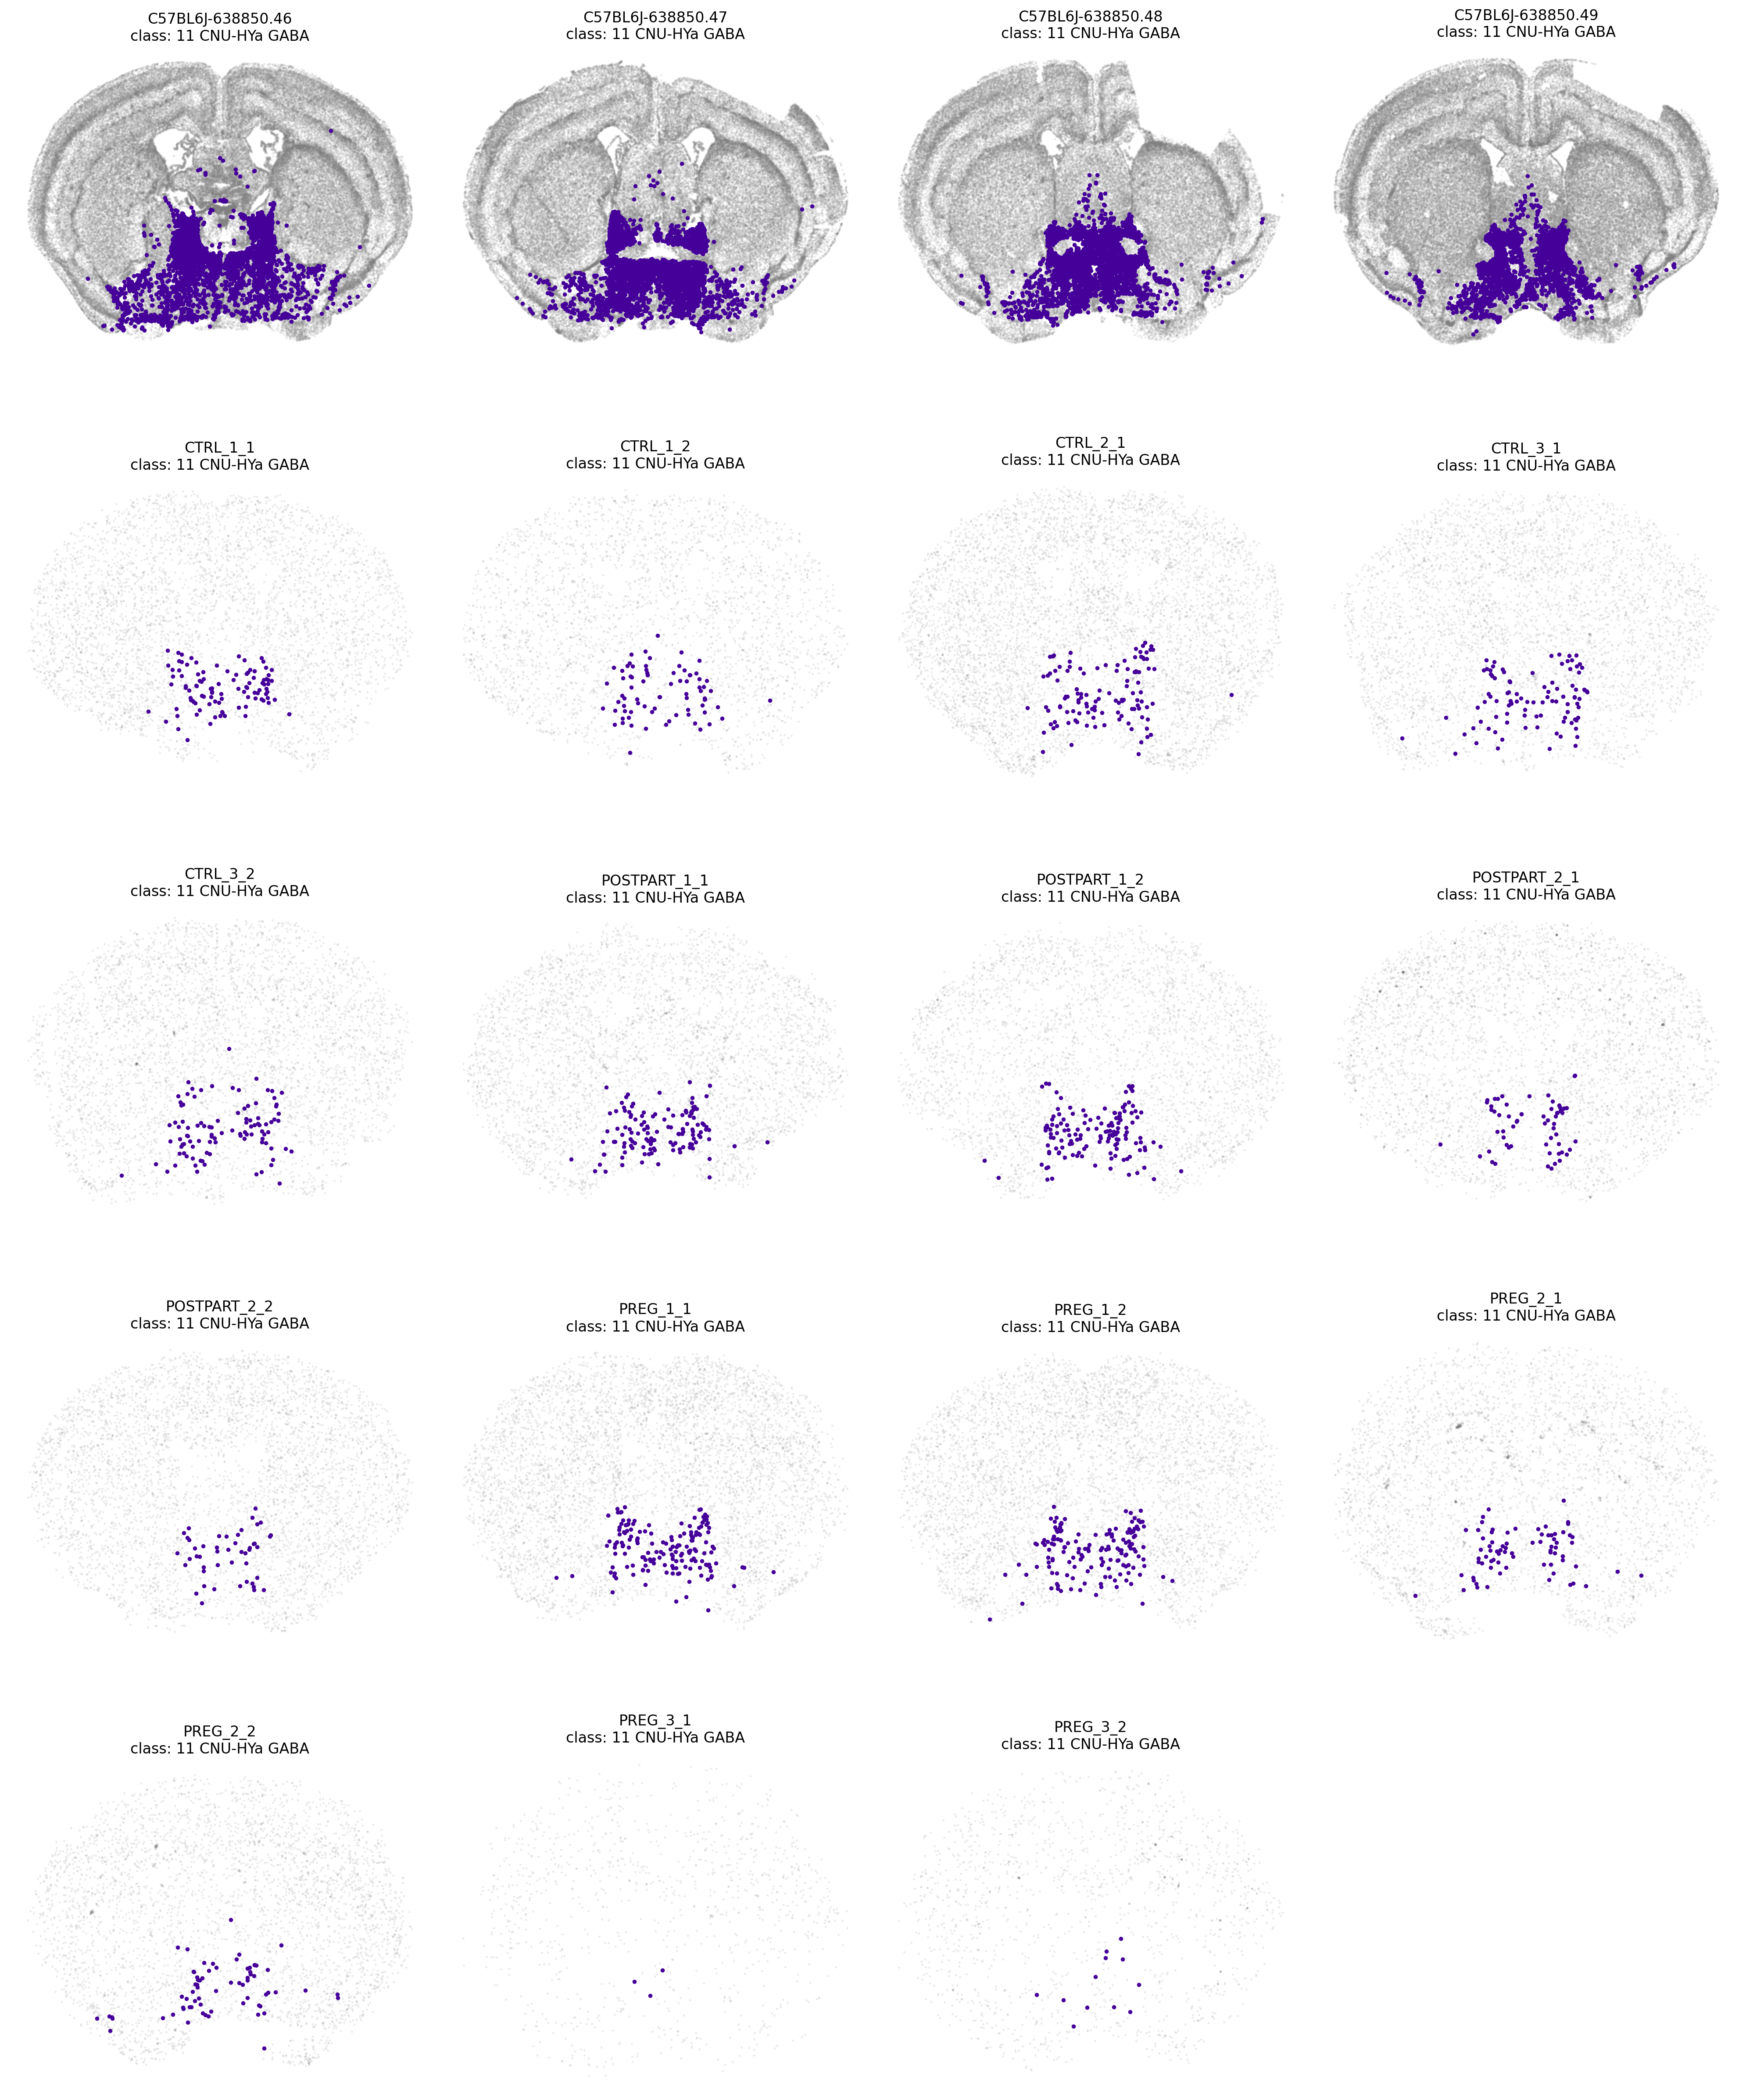 C57BL6J-638850.46
class: 11 CNU-HYa GABA
C57BL6J-638850.47
class: 11 CNU-HYa GABA
C57BL6J-638850.48
class: 11 CNU-HYa GABA
C57BL6J-638850.49
class: 11 CNU-HYa GABA
CTRL_1_1
class: 11 CNU-HYa GABA
CTRL_1_2
class: 11 CNU-HYa GABA
CTRL_2_1
class: 11 CNU-HYa GABA
CTRL_3_1
class: 11 CNU-HYa GABA
CTRL_3_2
class: 11 CNU-HYa GABA
POSTPART_1_1
class: 11 CNU-HYa GABA
POSTPART_1_2
class: 11 CNU-HYa GABA
POSTPART_2_1
class: 11 CNU-HYa GABA
POSTPART_2_2
class: 11 CNU-HYa GABA
PREG_1_1
class: 11 CNU-HYa GABA
PREG_1_2
class: 11 CNU-HYa GABA
PREG_2_1
class: 11 CNU-HYa GABA
PREG_2_2
class: 11 CNU-HYa GABA
PREG_3_1
class: 11 CNU-HYa GABA
PREG_3_2
class: 11 CNU-HYa GABA